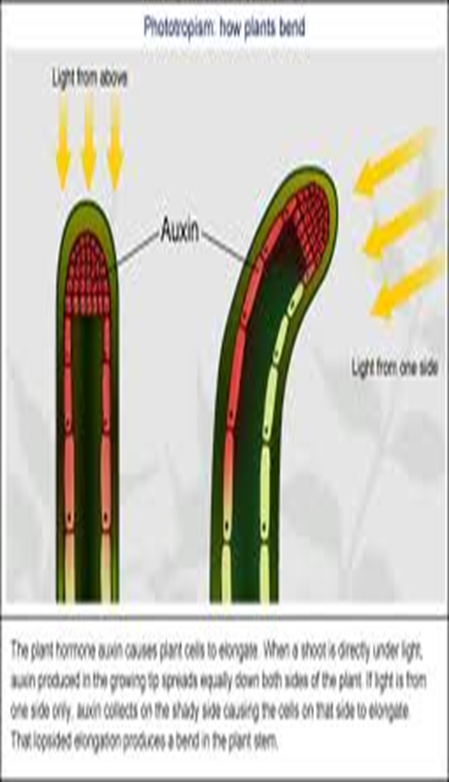 Phototropism: how plants bend
Light from above
Auxin
Light from one side
The plant hormone auxin causes plant cells to elongate. When a shoot is directly under light,
auxin produced in the growing tip spreads equally down both sides of the plant. If light is from
one side only, auxin collects on the shady side causing the cells on that side to elongate.
That lopsided elongation produces a bend in the plant stem.